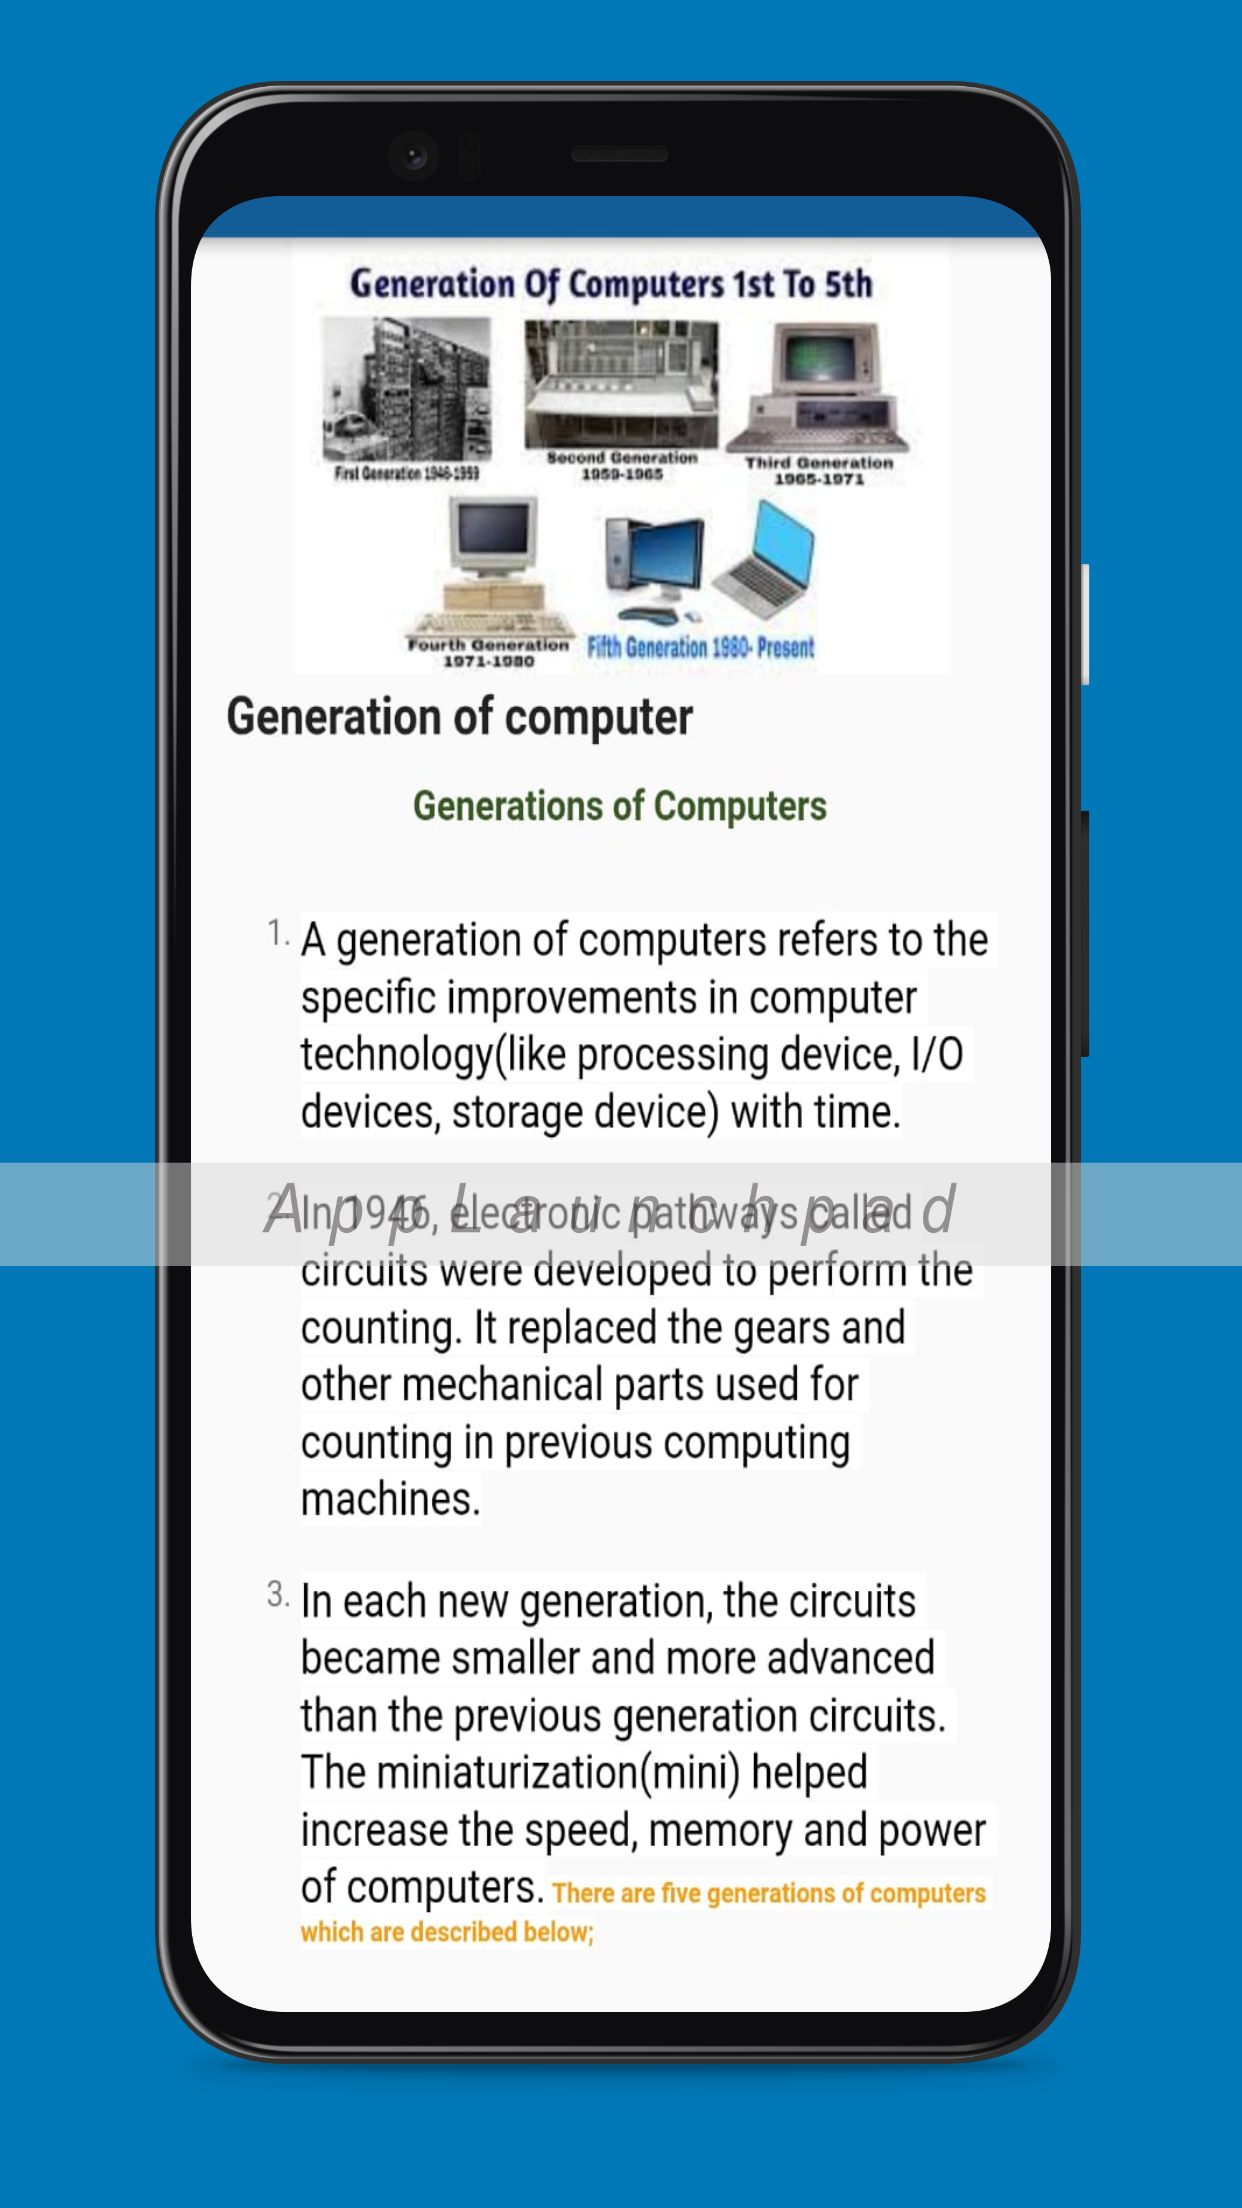 Generation Of Computers 1st To 5th
First Generation 1946-1959
Second Generation
1959-1965
Third Generation
1965-1971
Fourth Generation
1971-1980
Fifth Generation 1980- Present
Generation of computer
Generations of Computers
1. A generation of computers refers to the
specific improvements in computer
technology(like processing device, I/O
devices, storage device) with time.
AppLaunchpad
2. In 1946, electronic pathways called
circuits were developed to perform the
counting. It replaced the gears and
other mechanical parts used for
counting in previous computing
machines.
3. In each new generation, the circuits
became smaller and more advanced
than the previous generation circuits.
The miniaturization(mini) helped
increase the speed, memory and power
of computers. There are five generations of computers
which are described below;